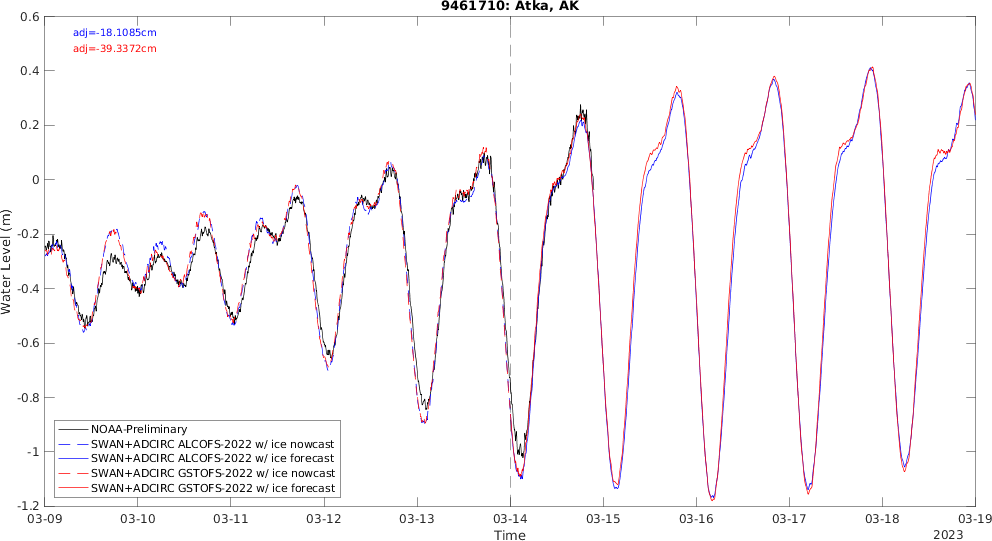 9461710: Atka, AK
adj=-18.1085cm
adj=-39.3372cm
0.6
0.4
0.2
0
-0.2
-0.4
-0.6
-0.8
-1
-1.2
Water Level (m)
NOAA-Preliminary
SWAN+ADCIRC ALCOFS-2022 w/ ice nowcast
SWAN+ADCIRC ALCOFS-2022 w/ ice forecast
SWAN+ADCIRC GSTOFS-2022 w/ ice nowcast
SWAN+ADCIRC GSTOFS-2022 w/ ice forecast
03-09 03-10 03-11 03-12 03-13 03-14 03-15 03-16 03-17 03-18 03-19
Time
2023